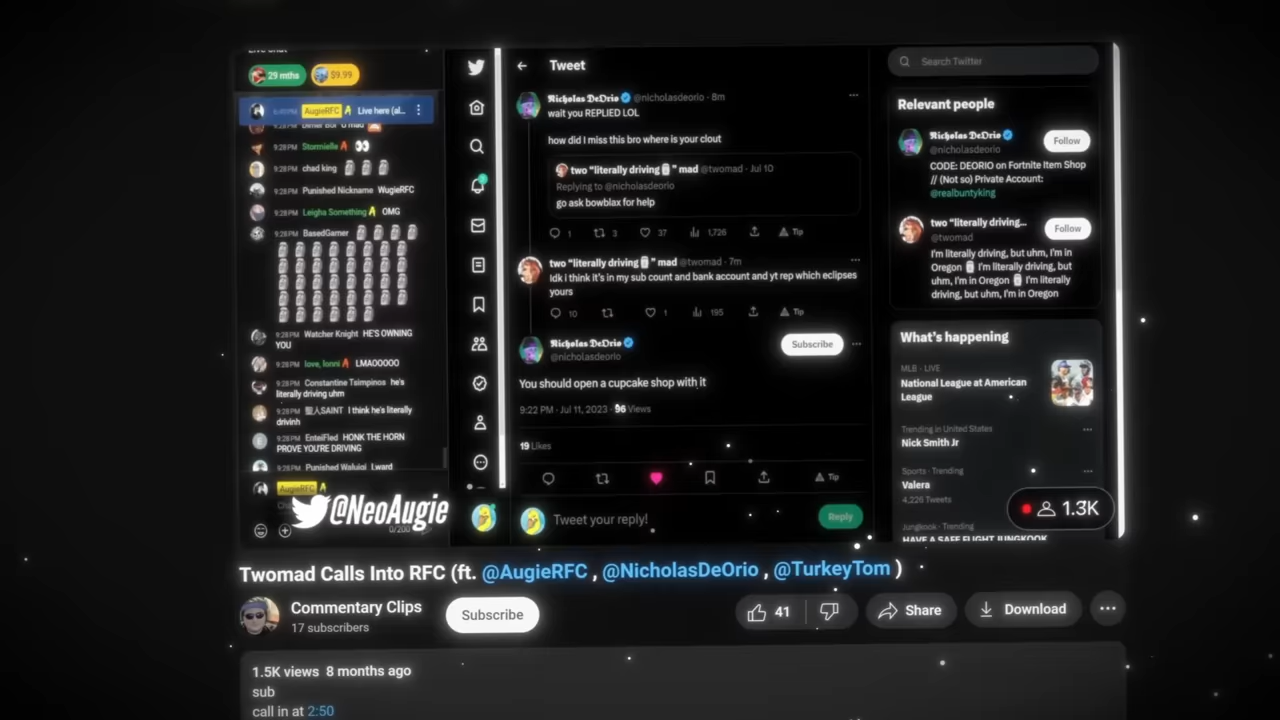 29 mths
$9.99
AugieRFC Live here (al...
9:28 PM Stormielle 👀
9:28 PM chad king
9:28 PM Punished Nickname WugieRFC
9:28 PM Leigha Something OMG
9:28 PM BasedGamer
9:28 PM Watcher Knight HE'S OWNING
YOU
9:28 PM love, lonni LMAOOOOO
9:28 PM Constantine Tsimpinos he's
literally driving uhm
9:28 PM 聖人SAINT I think he's literally
drivinh
9:28 PM EnteiFled HONK THE HORN
PROVE YOU'RE DRIVING
9:28 PM Punished Waluigi Lward
AugieRFC
0/200
@NeoAugie
Tweet
Nicholas DeOrio @nicholasdeorio · 8m
wait you REPLIED LOL
how did I miss this bro where is your clout
two "literally driving " mad @twomad · Jul 10
Replying to @nicholasdeorio
go ask bowblax for help
1 3 37 1,726 Tip
two "literally driving " mad @twomad · 7m
Idk i think it's in my sub count and bank account and yt rep which eclipses
yours
10 1 195 Tip
Nicholas DeOrio
@nicholasdeorio
Subscribe
You should open a cupcake shop with it
9:22 PM · Jul 11, 2023 · 96 Views
19 Likes
Tip
Tweet your reply!
Reply
Search Twitter
Relevant people
Nicholas DeOrio
@nicholasdeorio
Follow
CODE: DEORIO on Fortnite Item Shop
// (Not so) Private Account:
@realbuntyking
two "literally driving...
@twomad
Follow
I'm literally driving, but uhm, I'm in
Oregon I'm literally driving, but
uhm, I'm in Oregon I'm literally
driving, but uhm, I'm in Oregon
What's happening
MLB · LIVE
National League at American
League
Trending in United States
Nick Smith Jr
Sports · Trending
Valera
4,226 Tweets
Jungkook · Trending
HAVE A SAFE FLIGHT JUNGKOOK
1.3K
Twomad Calls Into RFC (ft. @AugieRFC , @NicholasDeOrio , @TurkeyTom )
Commentary Clips
17 subscribers
Subscribe
41
Share
Download
1.5K views 8 months ago
sub
call in at 2:50